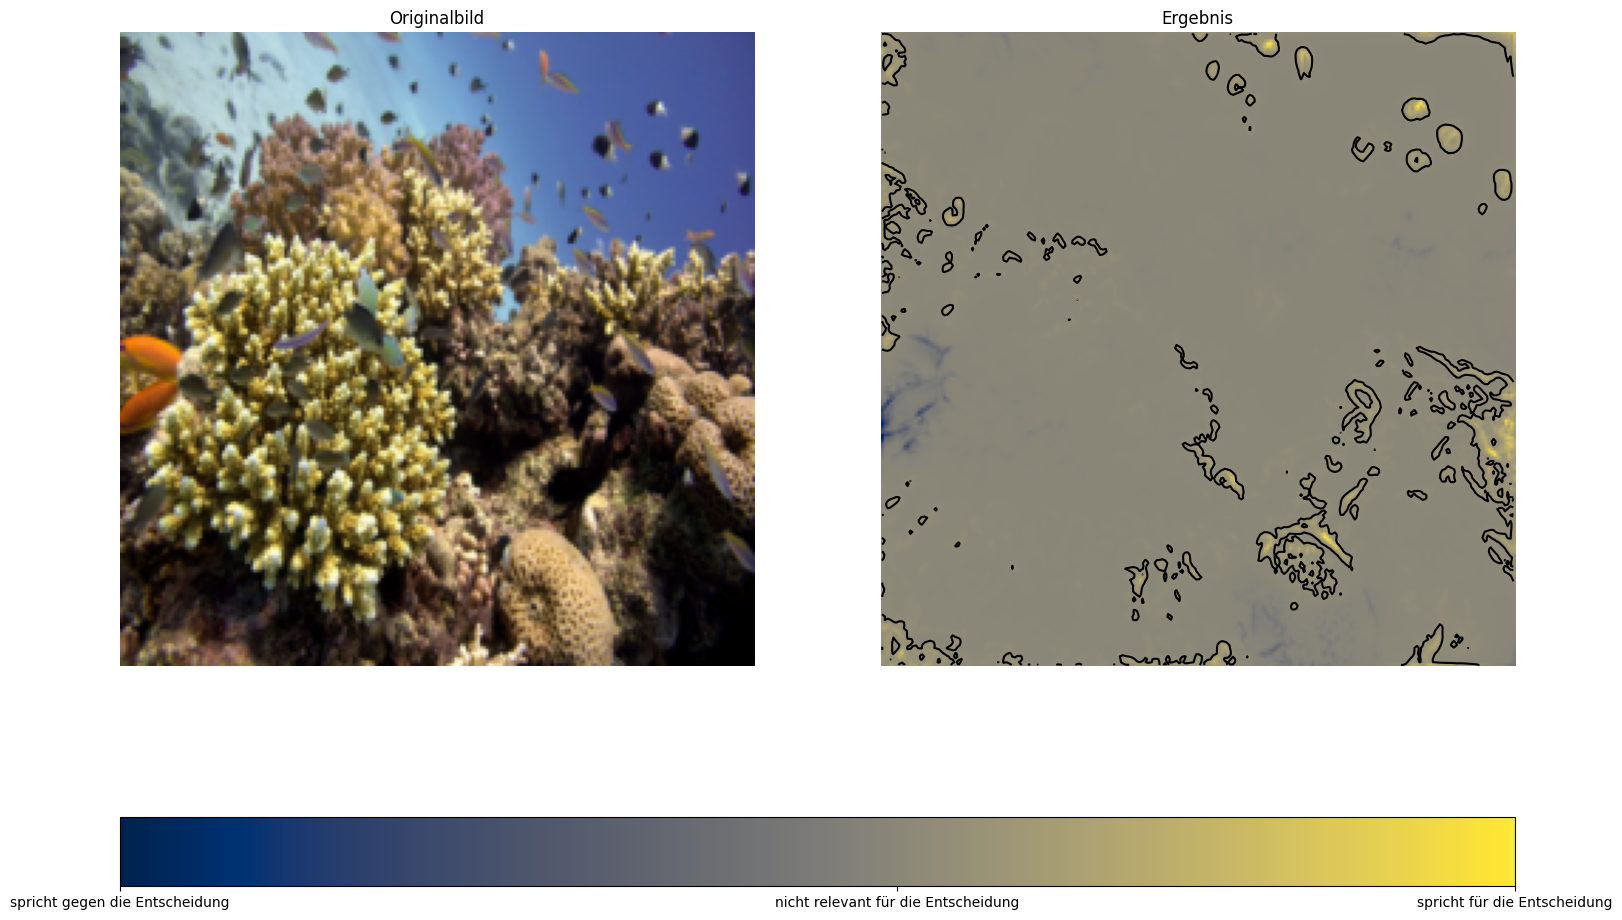 Originalbild
Ergebnis
spricht gegen die Entscheidung
nicht relevant für die Entscheidung
spricht für die Entscheidung